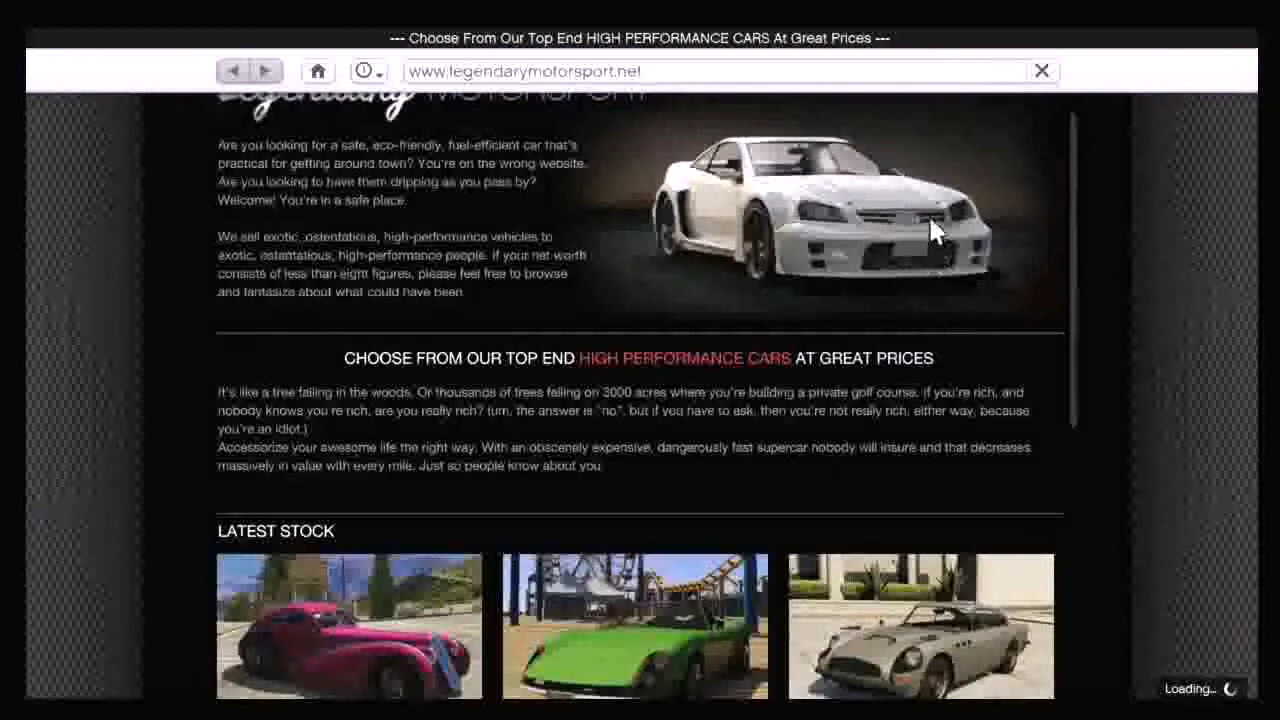 --- Choose From Our Top End HIGH PERFORMANCE CARS At Great Prices ---
www.legendarymotorsport.net
Legendary MOTORSPORT
Are you looking for a safe, eco-friendly, fuel-efficient car that's
practical for getting around town? You're on the wrong website.
Are you looking to have them dripping as you pass by?
Welcome! You're in a safe place.
We sell exotic, ostentatious, high-performance vehicles to
exotic, ostentatious, high-performance people. If your net worth
consists of less than eight figures, please feel free to browse
and fantasize about what could have been.
CHOOSE FROM OUR TOP END HIGH PERFORMANCE CARS AT GREAT PRICES
It's like a tree falling in the woods. Or thousands of trees falling on 3000 acres where you're building a private golf course. If you're rich, and
nobody knows you're rich, are you really rich? (um, the answer is "no", but if you have to ask, then you're not really rich, either way, because
you're an idiot.)
Accessorize your awesome life the right way. With an obscenely expensive, dangerously fast supercar nobody will insure and that decreases
massively in value with every mile. Just so people know about you.
LATEST STOCK
Loading...